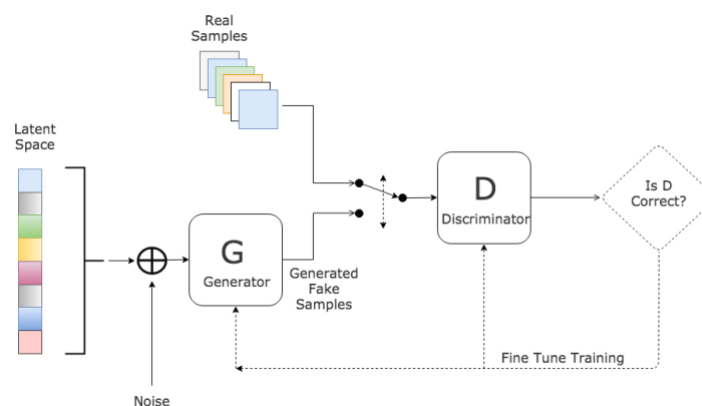 Real
Samples
Latent
Space
D
Discriminator
Is D
Correct?
G
Generator
Generated
Fake
Samples
Fine Tune Training
Noise